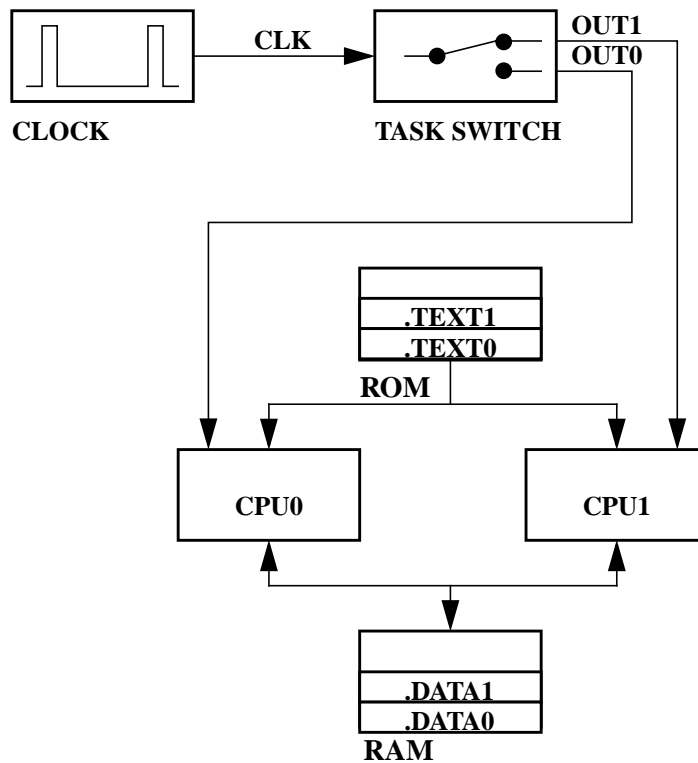 CLK
OUT1
OUT0
CLOCK
TASK SWITCH
.TEXT1
.TEXT0
ROM
CPU0
CPU1
.DATA1
.DATA0
RAM